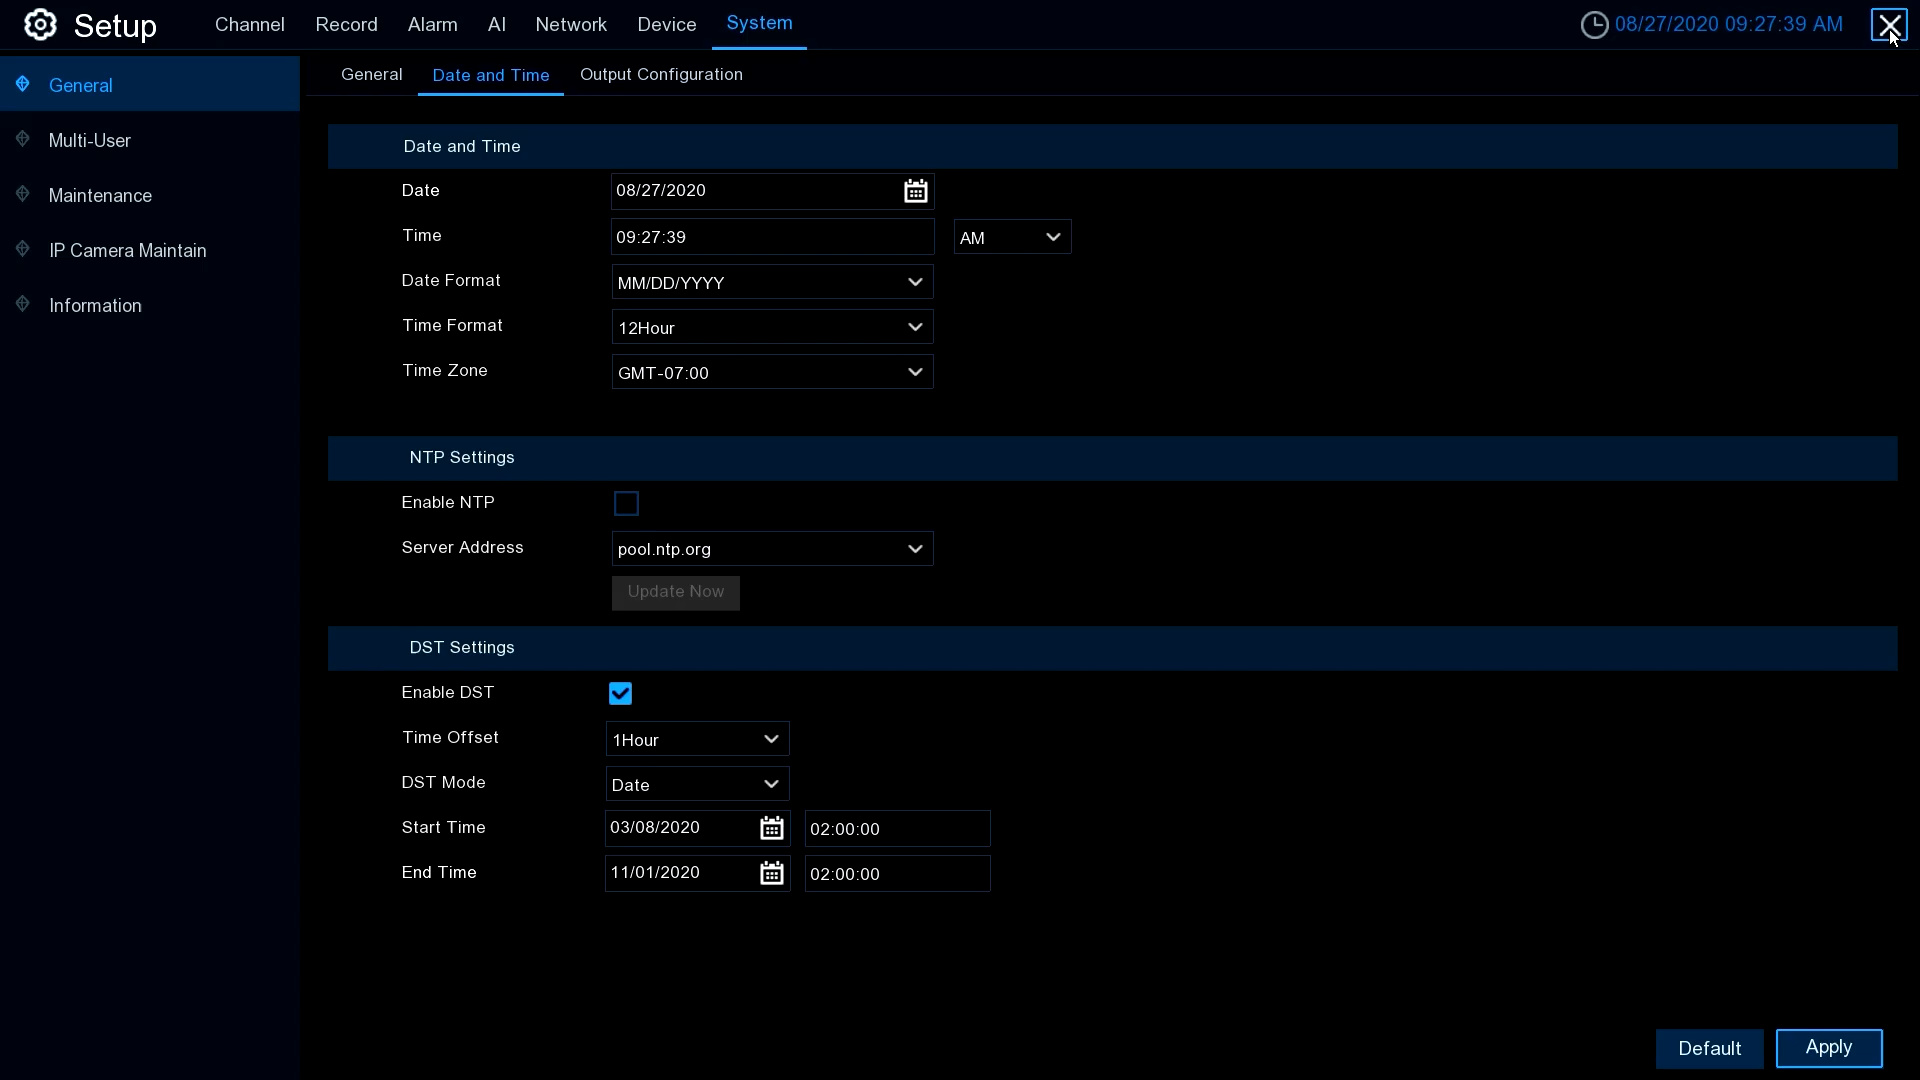 Setup Channel Record Alarm AI Network Device System 08/27/2020 09:27:39 AM
General Date and Time Output Configuration
General
Multi-User
Maintenance
IP Camera Maintain
Information
Date and Time
Date 08/27/2020
Time 09:27:39 AM
Date Format MM/DD/YYYY
Time Format 12Hour
Time Zone GMT-07:00
NTP Settings
Enable NTP
Server Address pool.ntp.org
Update Now
DST Settings
Enable DST
Time Offset 1Hour
DST Mode Date
Start Time 03/08/2020 02:00:00
End Time 11/01/2020 02:00:00
Default Apply